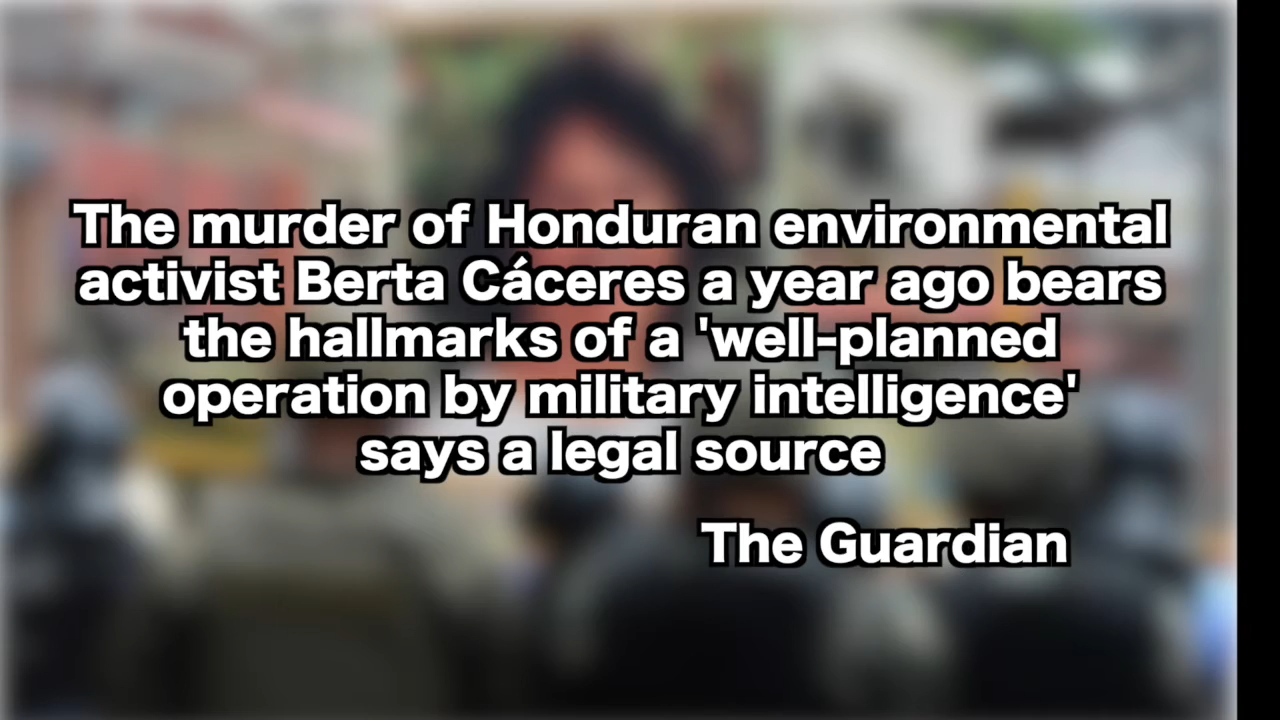 The murder of Honduran environmental
activist Berta Cáceres a year ago bears
the hallmarks of a 'well-planned
operation by military intelligence'
says a legal source
The Guardian